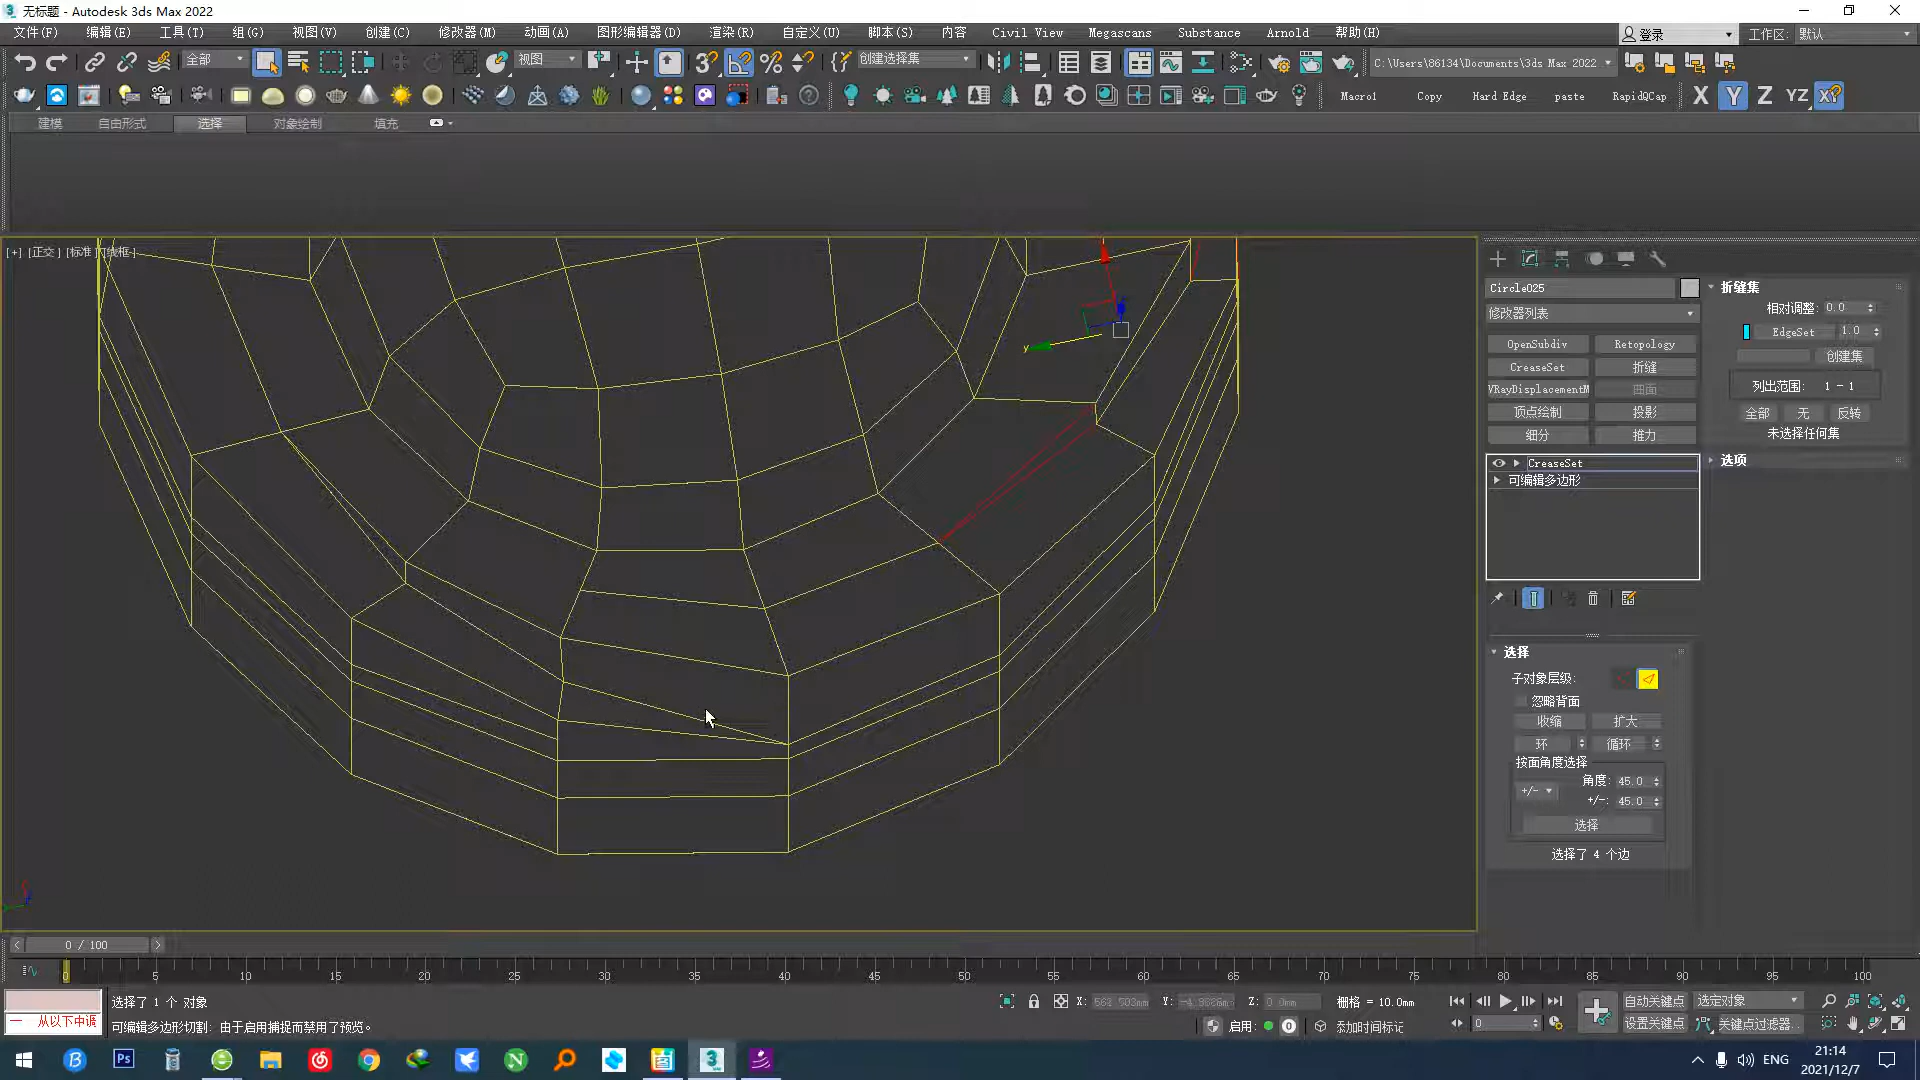 无标题 - Autodesk 3ds Max 2022
文件(F) 编辑(E) 工具(T) 组(G) 视图(V) 创建(C) 修改器(M) 动画(A) 图形编辑器(D) 渲染(R) 自定义(U) 脚本(S) 内容 Civil View Megascans Substance Arnold 帮助(H) 登录 工作区: 默认
全部 视图 创建选择集 C:\Users\86134\Documents\3ds Max 2022
Macro1 Copy Hard Edge paste RapidQCap X Y Z YZ XY
建模 自由形式 选择 对象绘制 填充
[+] [正交] [标准] [线框]
Circle025
修改器列表
OpenSubdiv Retopology
CreaseSet 折缝
VRayDisplacementM 曲面
顶点绘制 投影
细分 推力
CreaseSet
可编辑多边形
折缝集
相对调整: 0.0
EdgeSet 1.0
创建集
列出范围: 1 - 1
全部 无 反转
未选择任何集
选项
选择
子对象层级:
忽略背面
收缩 扩大
环 循环
按面角度选择
角度: 45.0
+/- +/-: 45.0
选择
选择了 4 个边
y
0 / 100
0 5 10 15 20 25 30 35 40 45 50 55 60 65 70 75 80 85 90 95 100
选择了 1 个 对象
X: Y: Z: 0.0mm 栅格 = 10.0mm
自动关键点 选定对象
从以下中调
可编辑多边形切割: 由于启用捕捉而禁用了预览。
启用: 添加时间标记
0
设置关键点 关键点过滤器...
ENG
21:14
2021/12/7